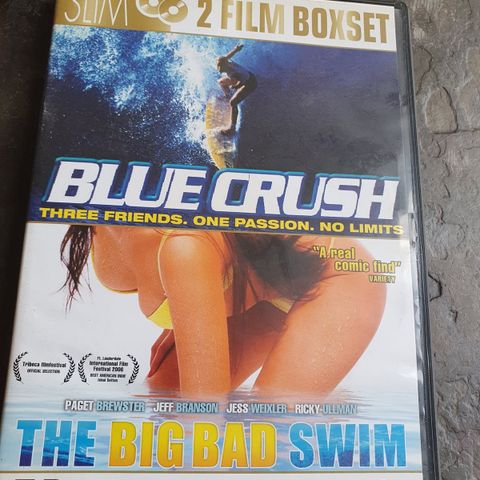 SLIM 2 FILM BOXSET
BLUE CRUSH
THREE FRIENDS. ONE PASSION. NO LIMITS
"A real
comic find"
VARIETY
Tribeca filmfestival
OFFICIAL SELECTION
Ft. Lauderdale
International Film
Festival 2006
BEST AMERICAN INDIE
PAGET BREWSTER JEFF BRANSON JESS WEIXLER RICKY ULLMAN
THE BIG BAD SWIM